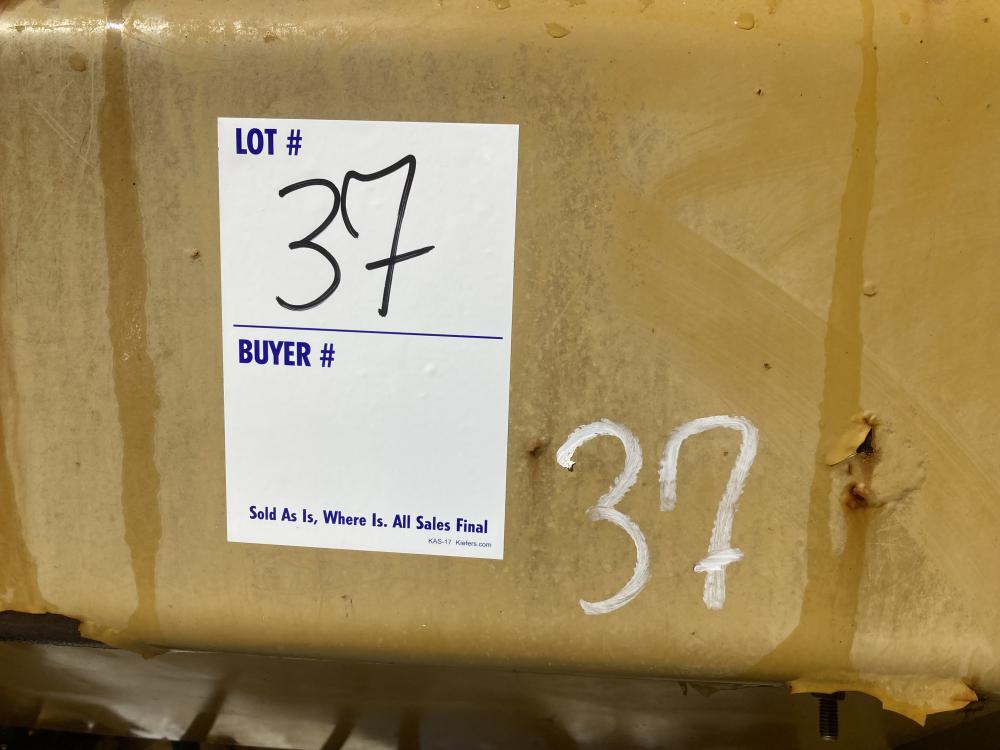 LOT #
37
BUYER #
Sold As Is, Where Is. All Sales Final
KAS-17 Kiefers.com
37